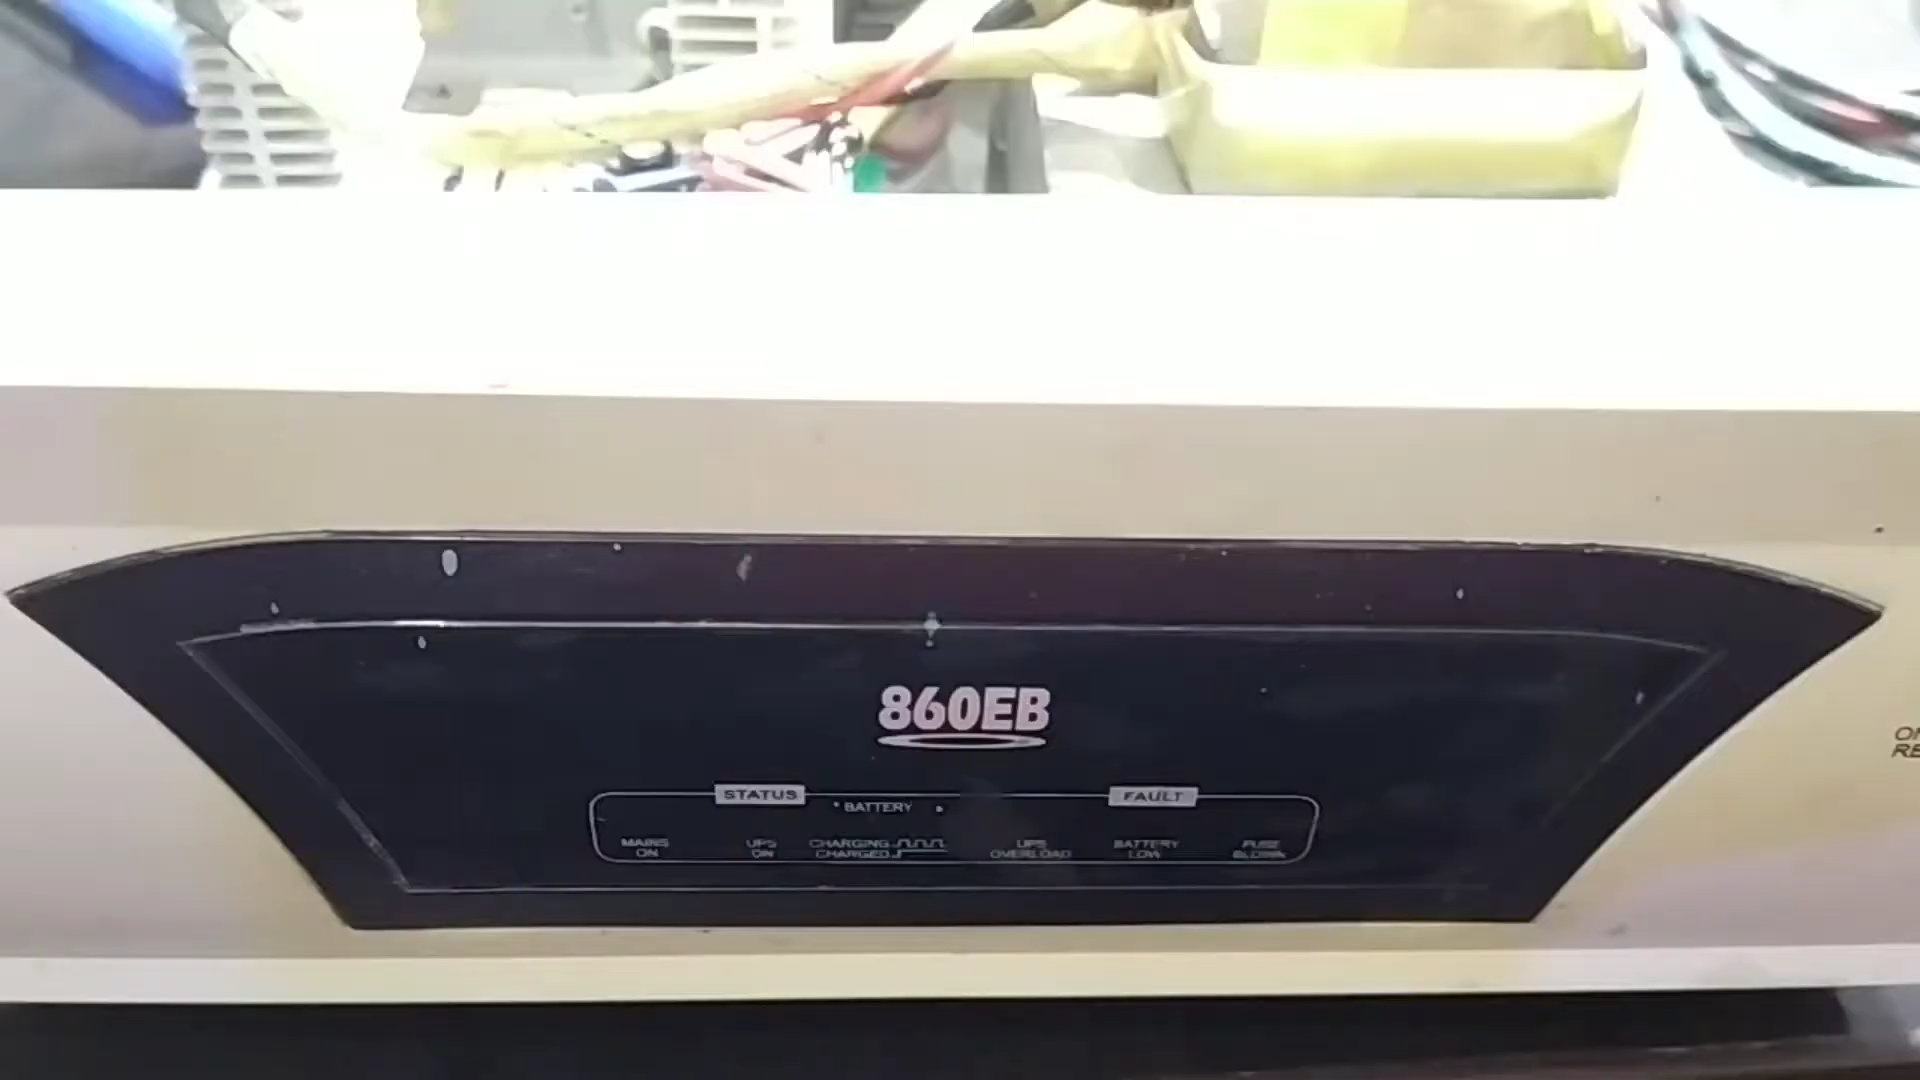 860EB
STATUS
FAULT
BATTERY
MAINS
ON
UPS
ON
CHARGING
CHARGED
UPS
OVERLOAD
BATTERY
LOW
FUSE
BLOWN